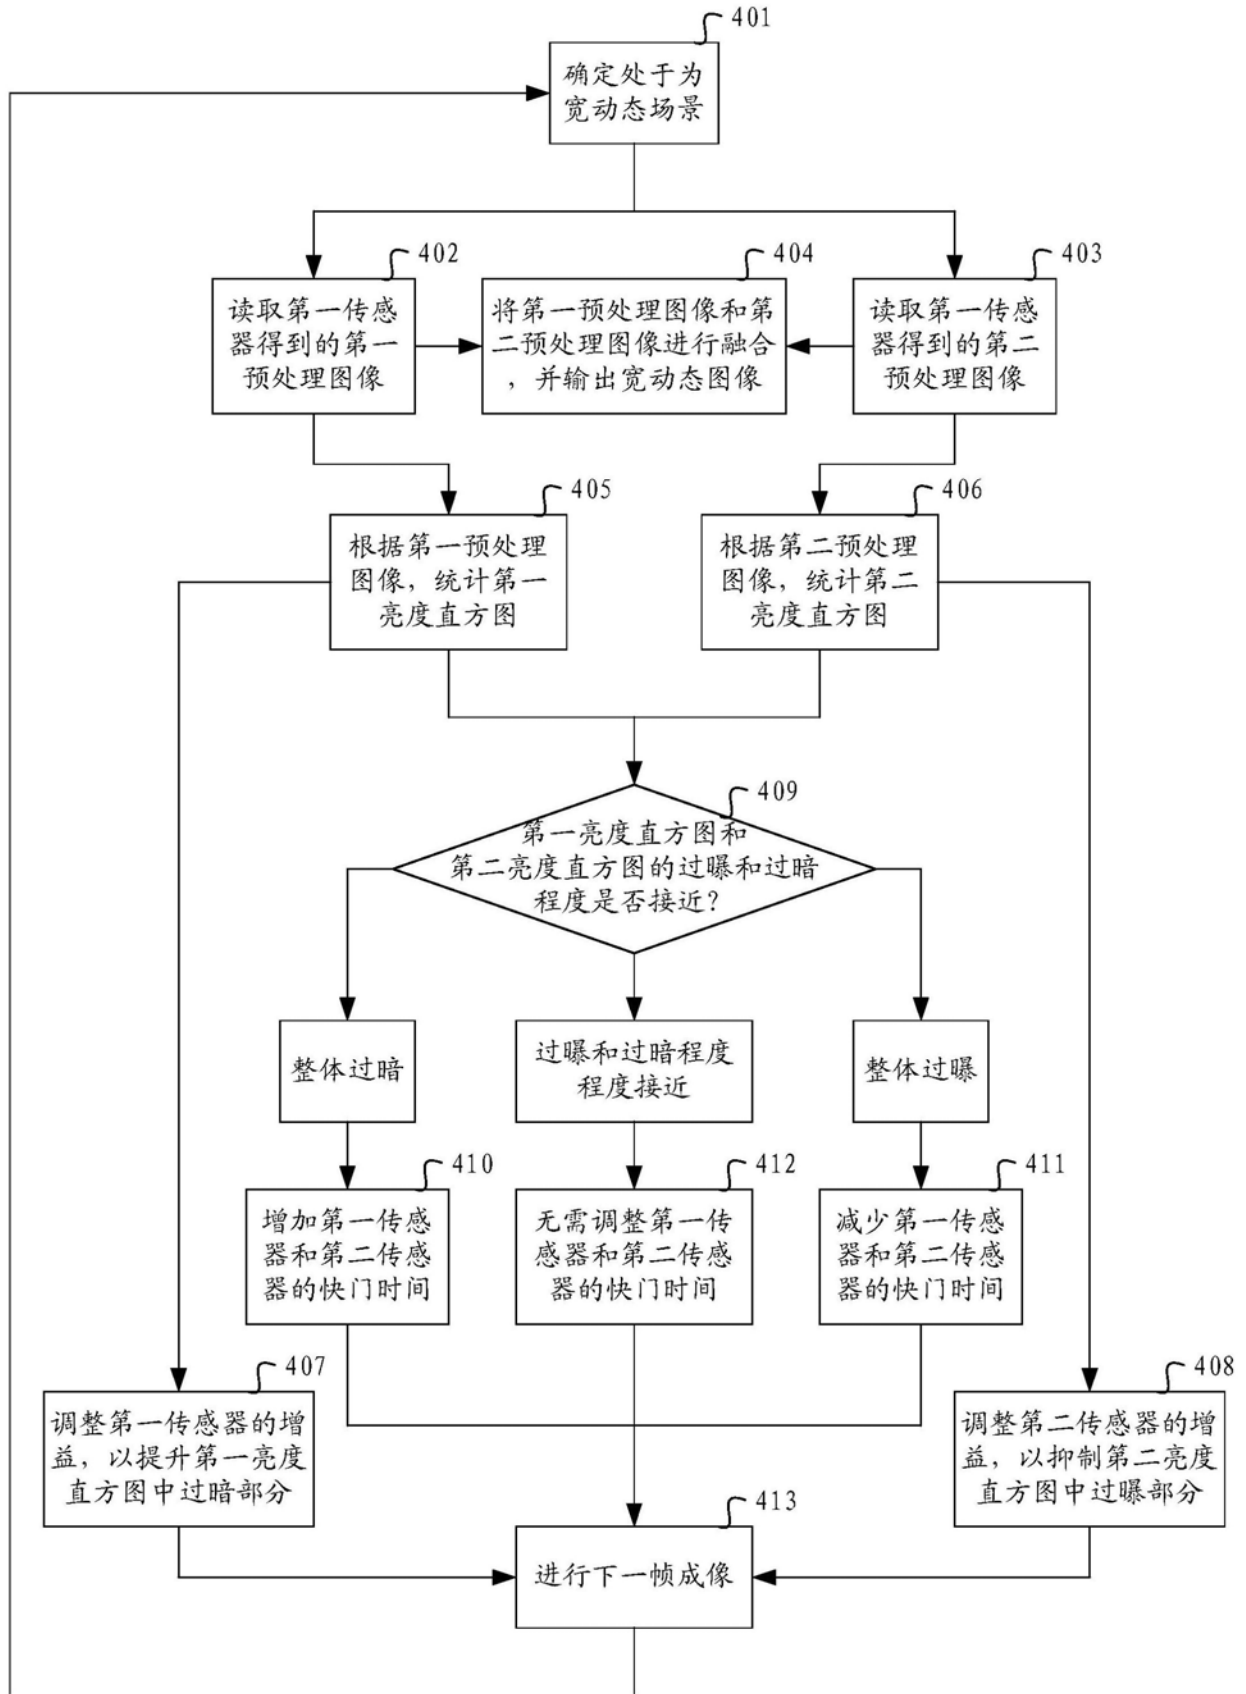 401
确定处于为
宽动态场景
402
读取第一传感
器得到的第一
预处理图像
404
将第一预处理图像和第
二预处理图像进行融合
，并输出宽动态图像
403
读取第一传感
器得到的第二
预处理图像
405
根据第一预处理
图像，统计第一
亮度直方图
406
根据第二预处理
图像，统计第二
亮度直方图
409
第一亮度直方图和
第二亮度直方图的过曝和过暗
程度是否接近？
整体过暗
过曝和过暗程度
程度接近
整体过曝
410
增加第一传感
器和第二传感
器的快门时间
412
无需调整第一传
感器和第二传感
器的快门时间
411
减少第一传感
器和第二传感
器的快门时间
407
调整第一传感器的增
益，以提升第一亮度
直方图中过暗部分
408
调整第二传感器的增
益，以抑制第二亮度
直方图中过曝部分
413
进行下一帧成像